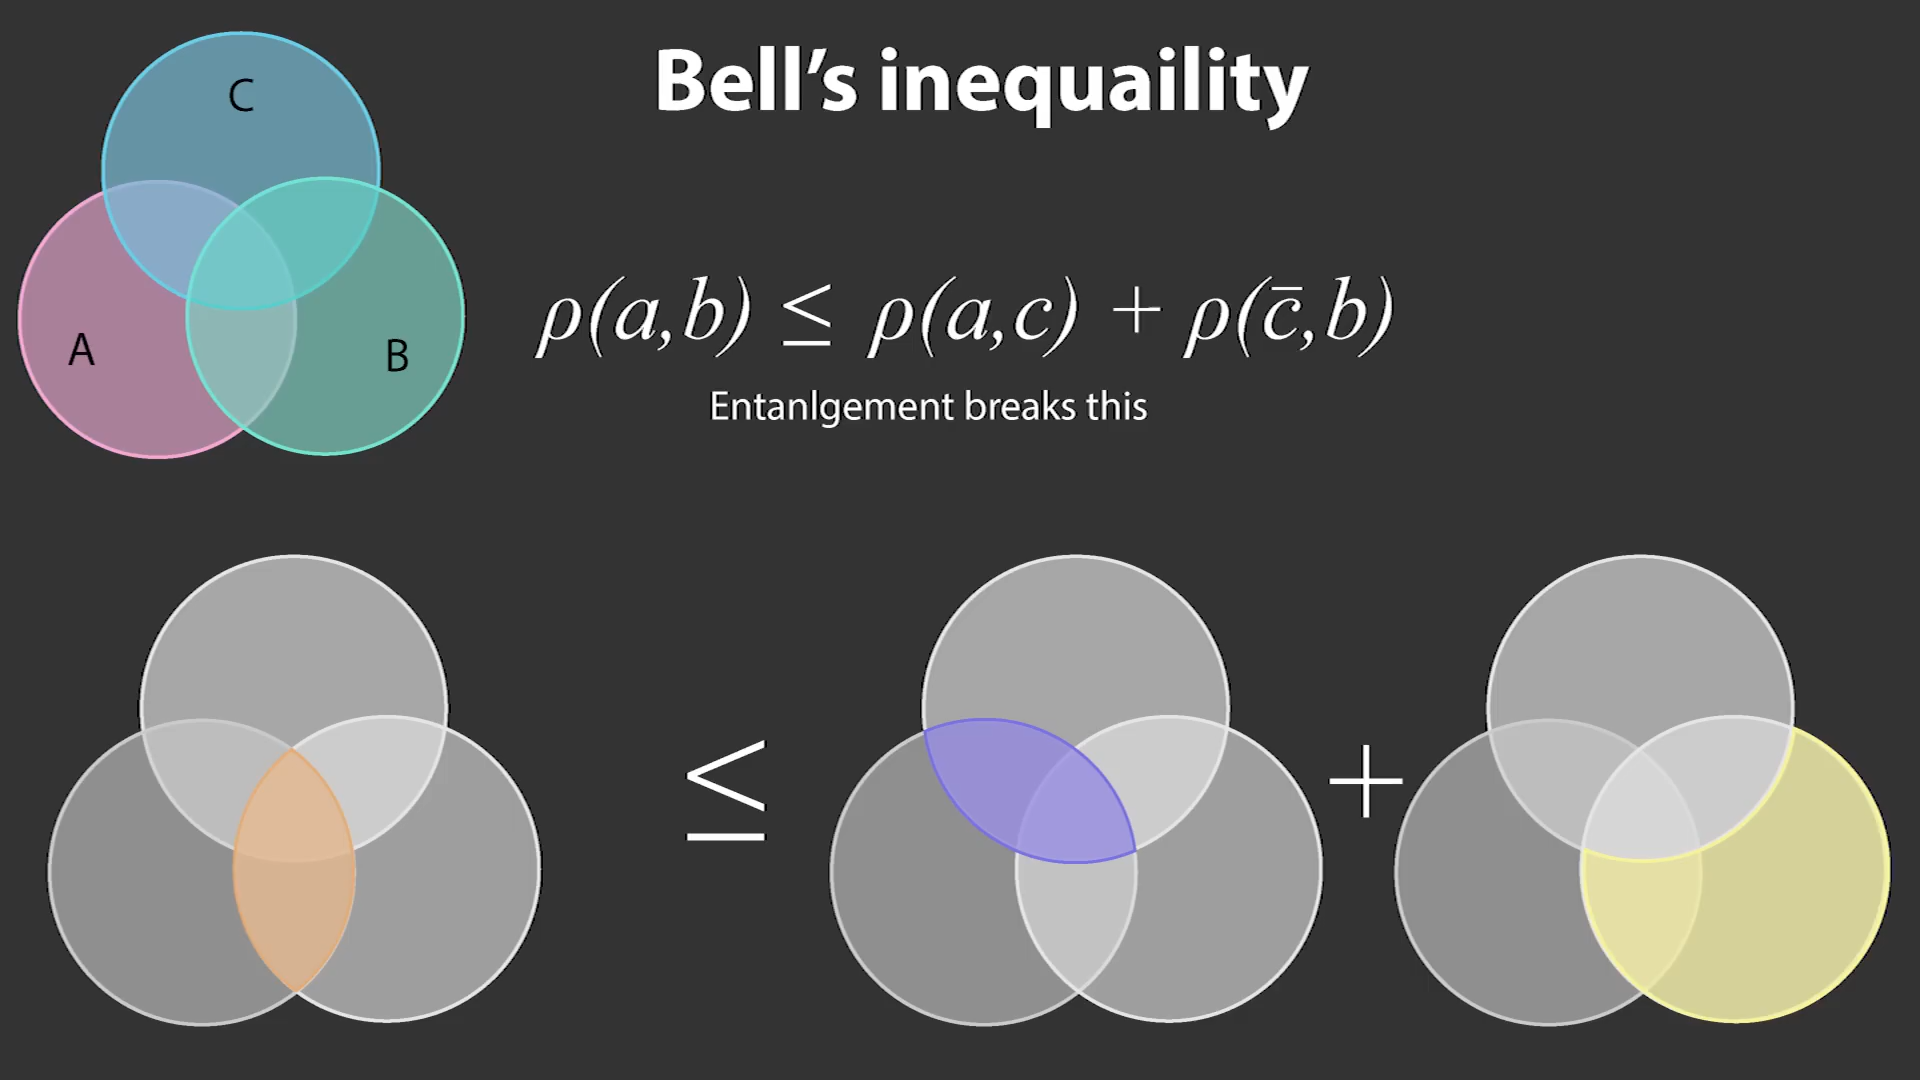 Bell’s inequaility
C
A
B
ρ(a,b) ≤ ρ(a,c) + ρ(c̄,b)
Entanlgement breaks this
≤ +